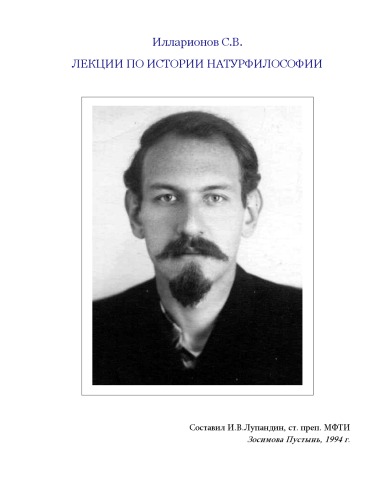 Илларионов С.В.
ЛЕКЦИИ ПО ИСТОРИИ НАТУРФИЛОСОФИИ
Составил И.В.Лупандин, ст. преп. МФТИ
Зосимова Пустынь, 1994 г.